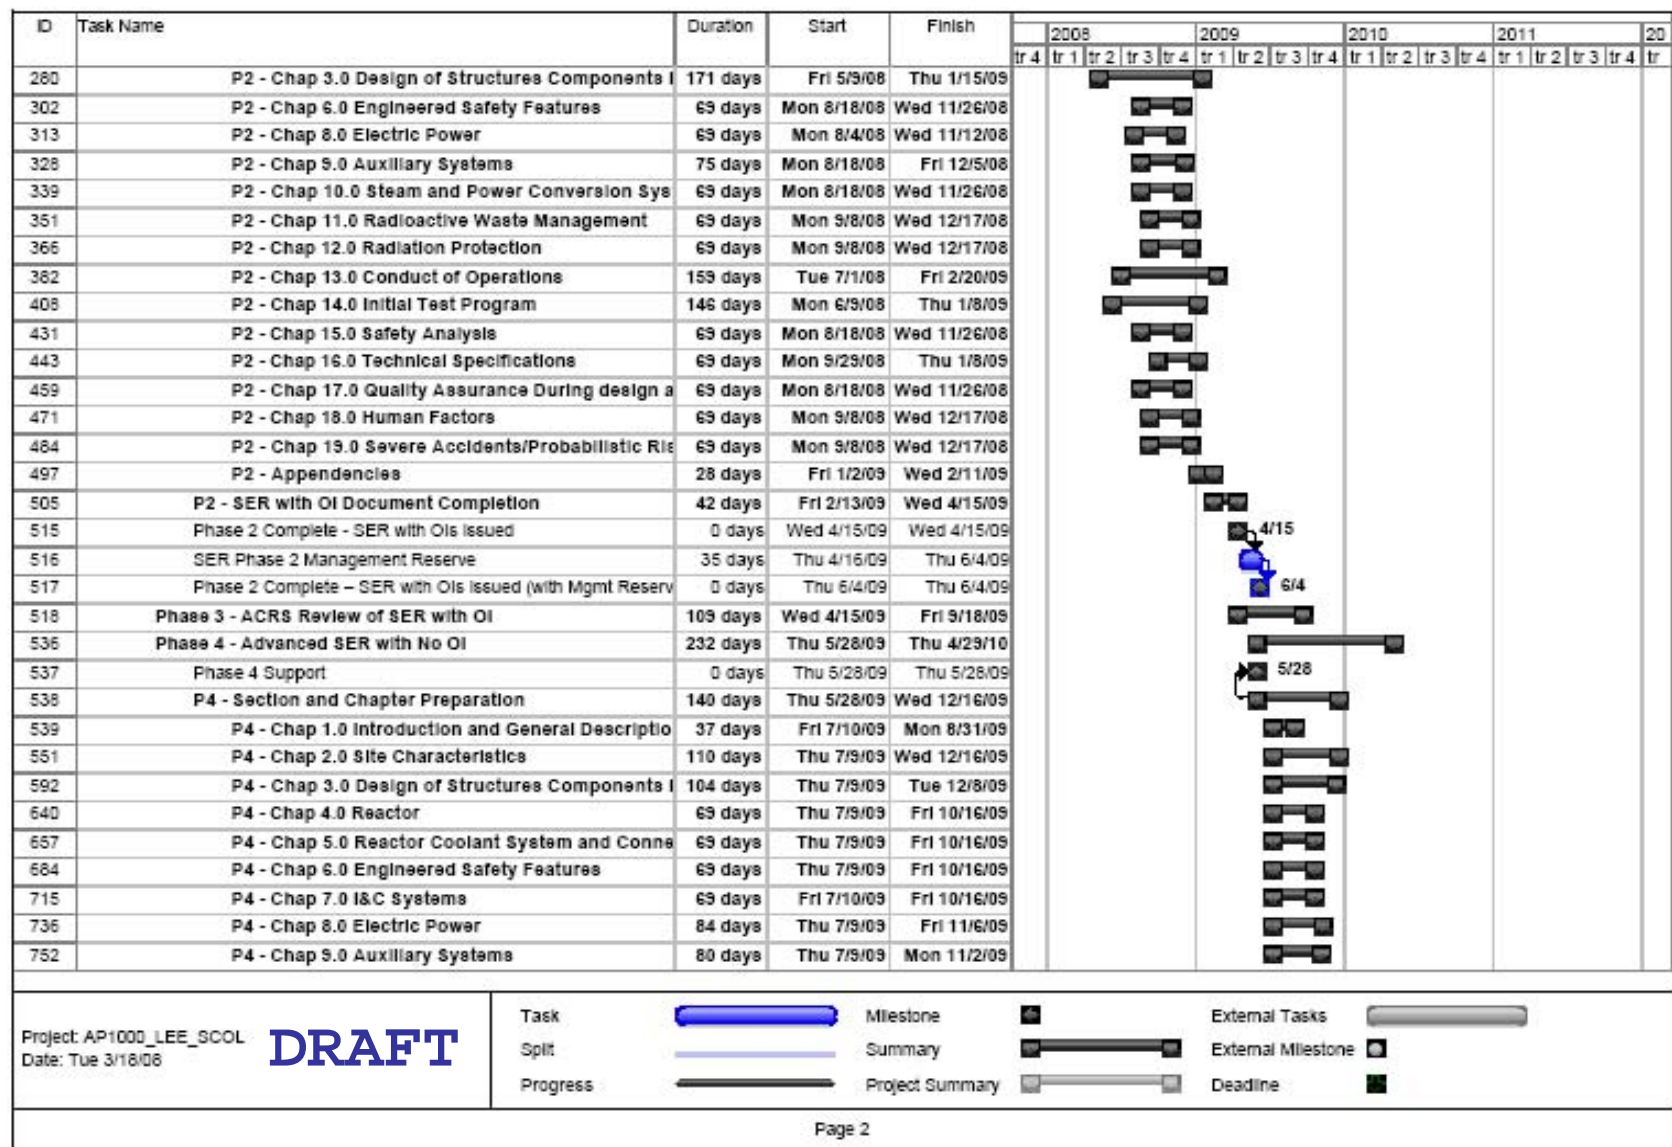 ID Task Name Duration Start Finish 2008 2009 2010 2011 20
tr 4 tr 1 tr 2 tr 3 tr 4 tr 1 tr 2 tr 3 tr 4 tr 1 tr 2 tr 3 tr 4 tr 1 tr 2 tr 3 tr 4 tr
280 P2 - Chap 3.0 Design of Structures Components 171 days Fri 5/9/08 Thu 1/15/09
302 P2 - Chap 6.0 Engineered Safety Features 69 days Mon 8/18/08 Wed 11/26/08
313 P2 - Chap 8.0 Electric Power 69 days Mon 8/4/08 Wed 11/12/08
328 P2 - Chap 9.0 Auxiliary Systems 75 days Mon 8/18/08 Fri 12/5/08
339 P2 - Chap 10.0 Steam and Power Conversion Sys 69 days Mon 8/18/08 Wed 11/26/08
351 P2 - Chap 11.0 Radioactive Waste Management 69 days Mon 9/8/08 Wed 12/17/08
366 P2 - Chap 12.0 Radiation Protection 69 days Mon 9/8/08 Wed 12/17/08
382 P2 - Chap 13.0 Conduct of Operations 159 days Tue 7/1/08 Fri 2/20/09
408 P2 - Chap 14.0 Initial Test Program 146 days Mon 6/9/08 Thu 1/8/09
431 P2 - Chap 15.0 Safety Analysis 69 days Mon 8/18/08 Wed 11/26/08
443 P2 - Chap 16.0 Technical Specifications 69 days Mon 9/29/08 Thu 1/8/09
459 P2 - Chap 17.0 Quality Assurance During design a 69 days Mon 8/18/08 Wed 11/26/08
471 P2 - Chap 18.0 Human Factors 69 days Mon 9/8/08 Wed 12/17/08
484 P2 - Chap 19.0 Severe Accidents/Probabilistic Ris 69 days Mon 9/8/08 Wed 12/17/08
497 P2 - Appendencies 28 days Fri 1/2/09 Wed 2/11/09
505 P2 - SER with OI Document Completion 42 days Fri 2/13/09 Wed 4/15/09
515 Phase 2 Complete - SER with OIs Issued 0 days Wed 4/15/09 Wed 4/15/09 4/15
516 SER Phase 2 Management Reserve 35 days Thu 4/16/09 Thu 6/4/09
517 Phase 2 Complete – SER with OIs Issued (with Mgmt Reserv 0 days Thu 6/4/09 Thu 6/4/09 6/4
518 Phase 3 - ACRS Review of SER with OI 109 days Wed 4/15/09 Fri 9/18/09
536 Phase 4 - Advanced SER with No OI 232 days Thu 5/28/09 Thu 4/29/10
537 Phase 4 Support 0 days Thu 5/28/09 Thu 5/28/09 5/28
538 P4 - Section and Chapter Preparation 140 days Thu 5/28/09 Wed 12/16/09
539 P4 - Chap 1.0 Introduction and General Descriptio 37 days Fri 7/10/09 Mon 8/31/09
551 P4 - Chap 2.0 Site Characteristics 110 days Thu 7/9/09 Wed 12/16/09
592 P4 - Chap 3.0 Design of Structures Components 104 days Thu 7/9/09 Tue 12/8/09
640 P4 - Chap 4.0 Reactor 69 days Thu 7/9/09 Fri 10/16/09
657 P4 - Chap 5.0 Reactor Coolant System and Conne 69 days Thu 7/9/09 Fri 10/16/09
684 P4 - Chap 6.0 Engineered Safety Features 69 days Thu 7/9/09 Fri 10/16/09
715 P4 - Chap 7.0 I&C Systems 69 days Fri 7/10/09 Fri 10/16/09
736 P4 - Chap 8.0 Electric Power 84 days Thu 7/9/09 Fri 11/6/09
752 P4 - Chap 9.0 Auxiliary Systems 80 days Thu 7/9/09 Mon 11/2/09
Project: AP1000_LEE_SCOL
Date: Tue 3/18/08
DRAFT
Task Milestone External Tasks
Split Summary External Milestone
Progress Project Summary Deadline
Page 2